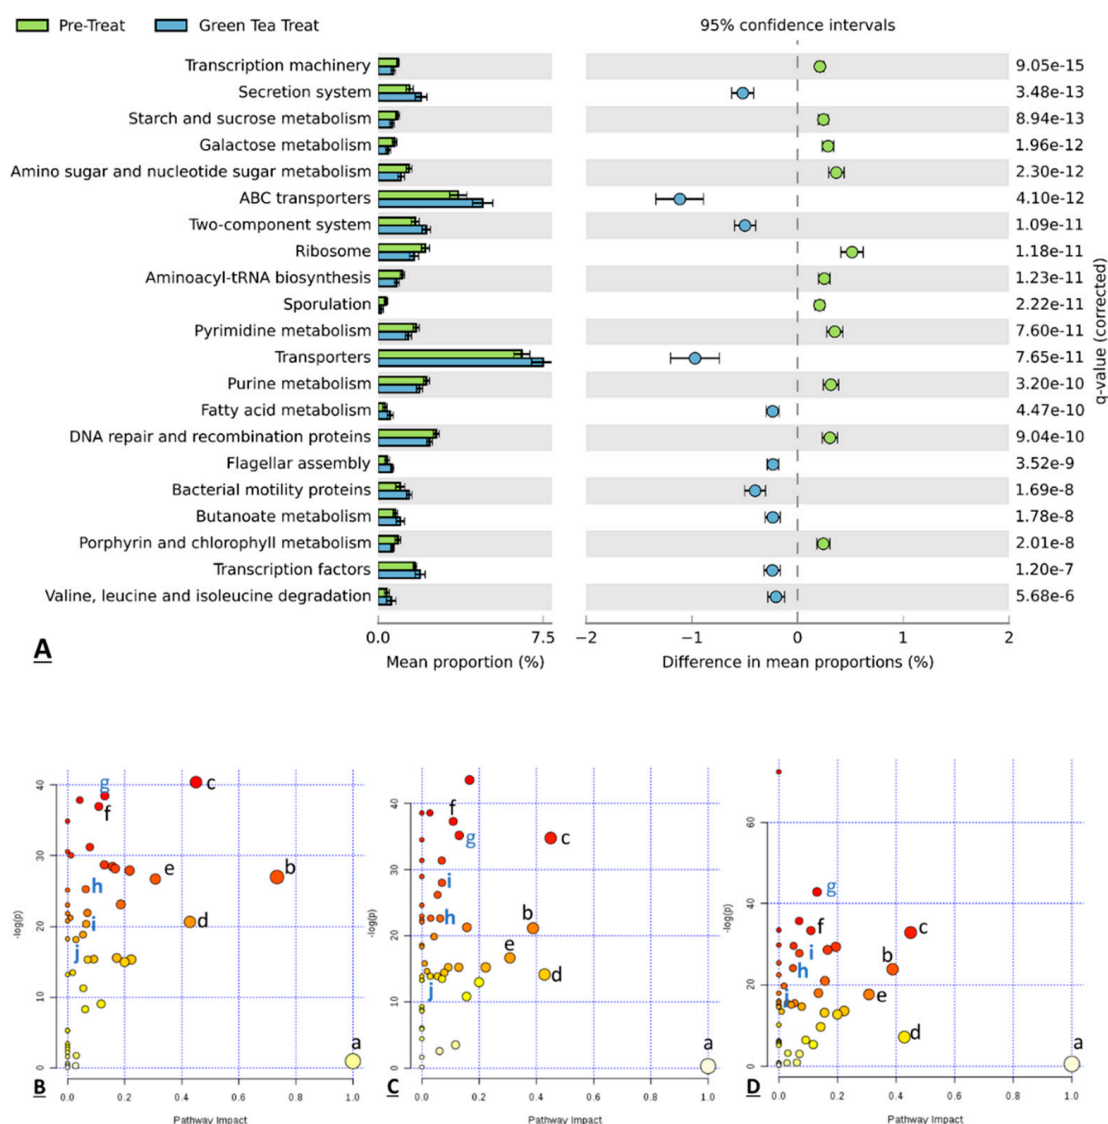 Pre-Treat Green Tea Treat 95% confidence intervals
Transcription machinery 9.05e-15
Secretion system 3.48e-13
Starch and sucrose metabolism 8.94e-13
Galactose metabolism 1.96e-12
Amino sugar and nucleotide sugar metabolism 2.30e-12
ABC transporters 4.10e-12
Two-component system 1.09e-11
Ribosome 1.18e-11
Aminoacyl-tRNA biosynthesis 1.23e-11
Sporulation 2.22e-11
Pyrimidine metabolism 7.60e-11
Transporters 7.65e-11
Purine metabolism 3.20e-10
Fatty acid metabolism 4.47e-10
DNA repair and recombination proteins 9.04e-10
Flagellar assembly 3.52e-9
Bacterial motility proteins 1.69e-8
Butanoate metabolism 1.78e-8
Porphyrin and chlorophyll metabolism 2.01e-8
Transcription factors 1.20e-7
Valine, leucine and isoleucine degradation 5.68e-6
q-value (corrected)
0.0 7.5 −2 −1 0 1 2
Mean proportion (%) Difference in mean proportions (%)
A
40
30
20
10
0
-log(p)
g
c
f
e
b
h
d
i
j
a
B
0.0 0.2 0.4 0.6 0.8 1.0
Pathway Impact
40
30
20
10
0
-log(p)
f
g
c
i
h
b
e
d
j
a
C
0.0 0.2 0.4 0.6 0.8 1.0
Pathway Impact
60
40
20
0
-log(p)
g
f
c
i
b
h
e
j
d
a
D
0.0 0.2 0.4 0.6 0.8 1.0
Pathway Impact